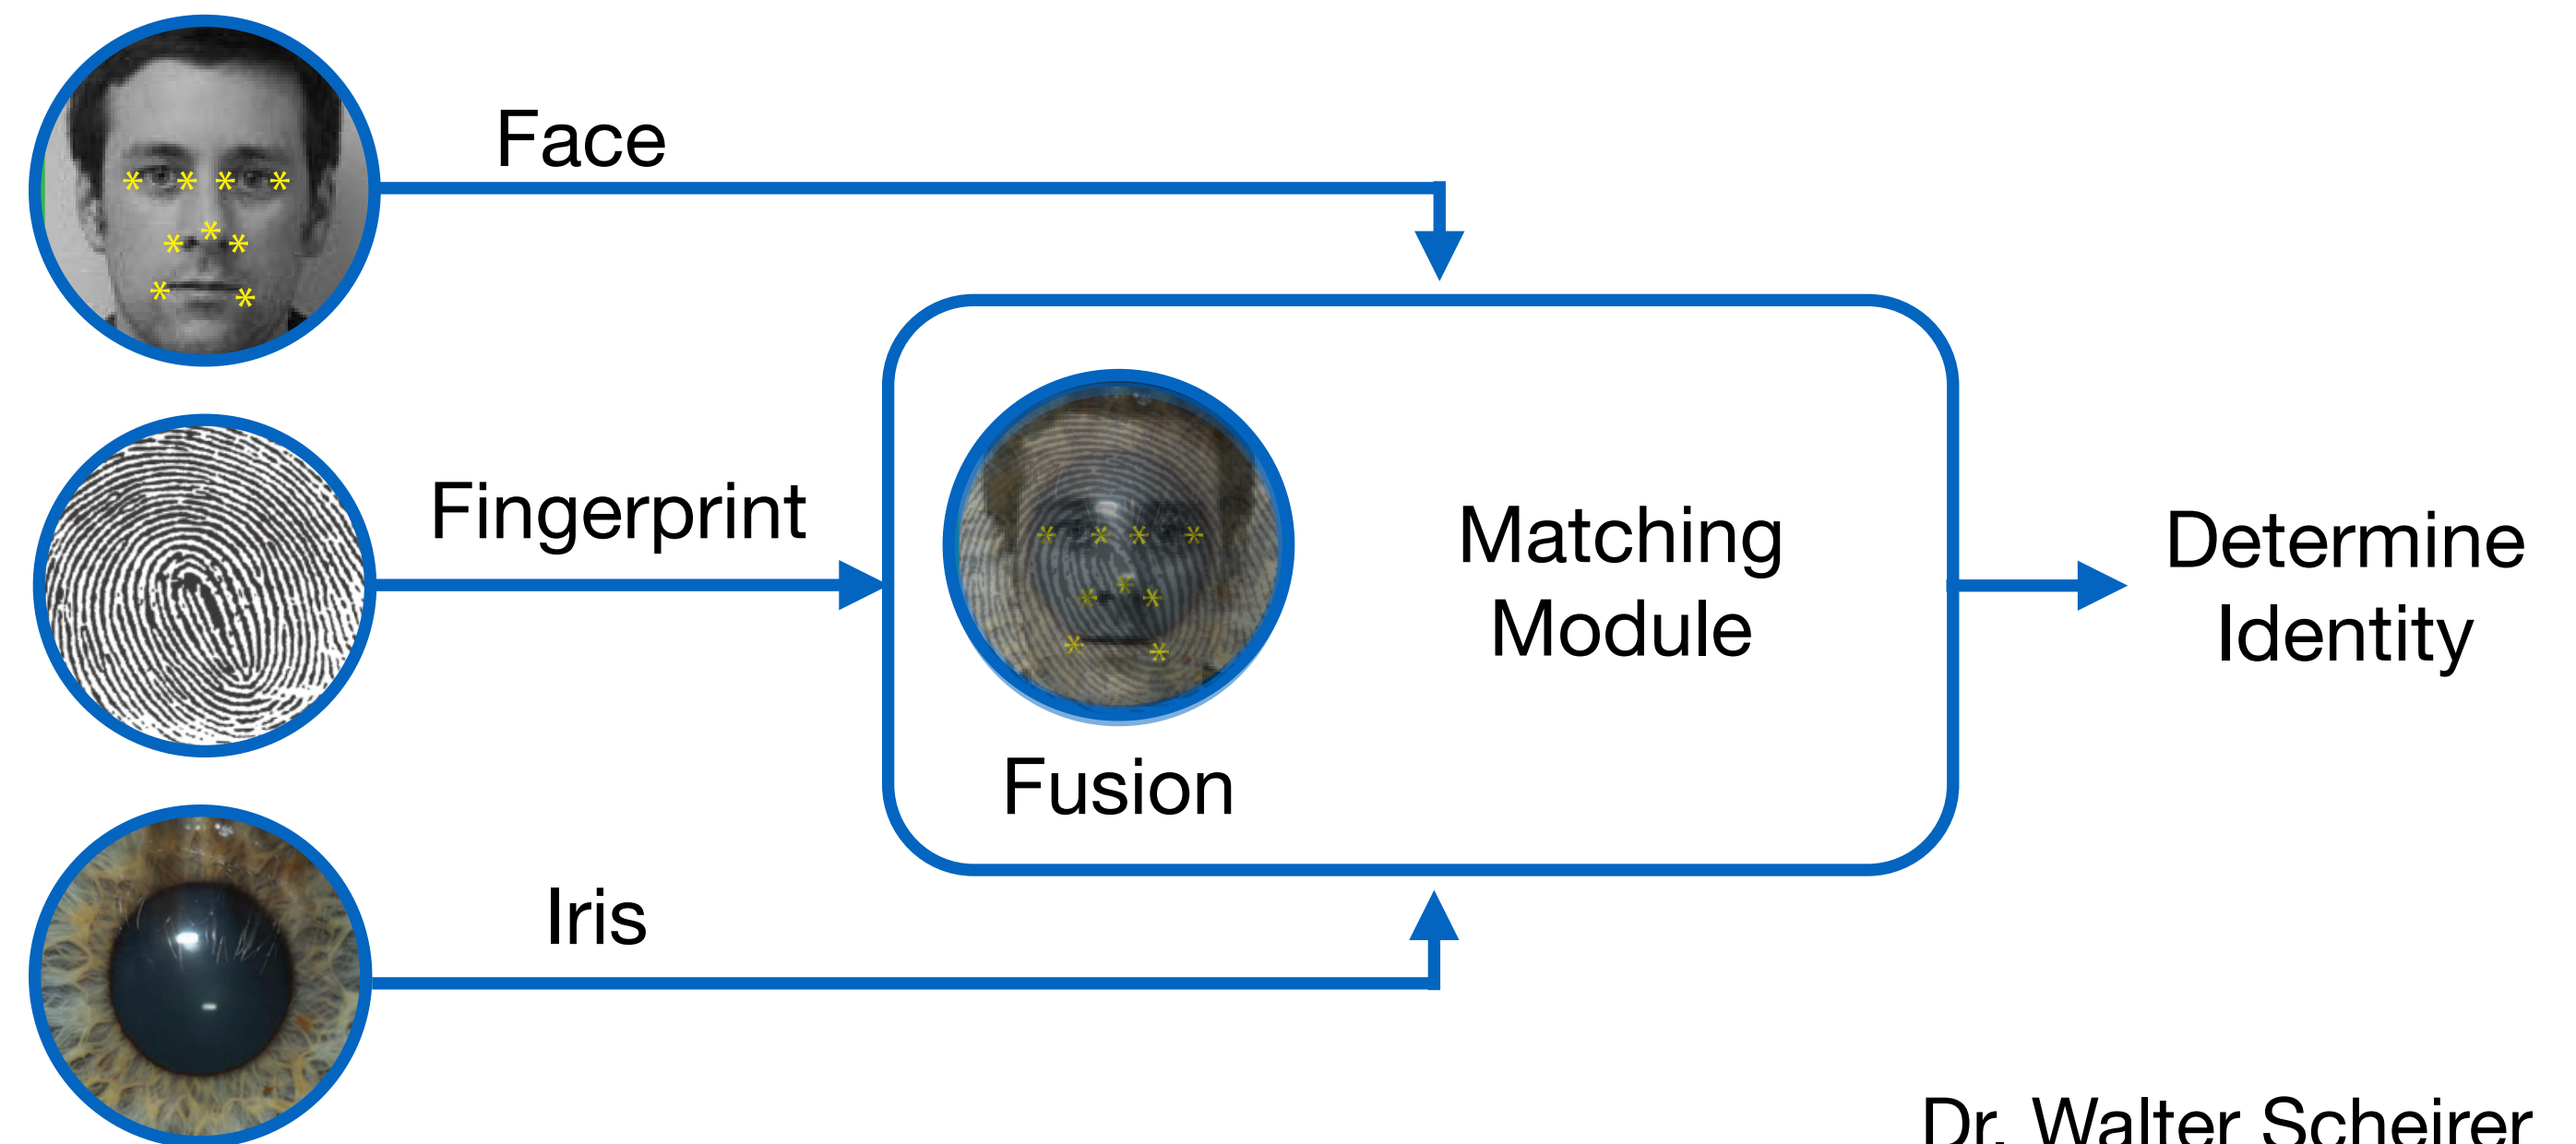 Face
Fingerprint
Matching
Module
Determine
Identity
Fusion
Iris
Dr. Walter Scheirer